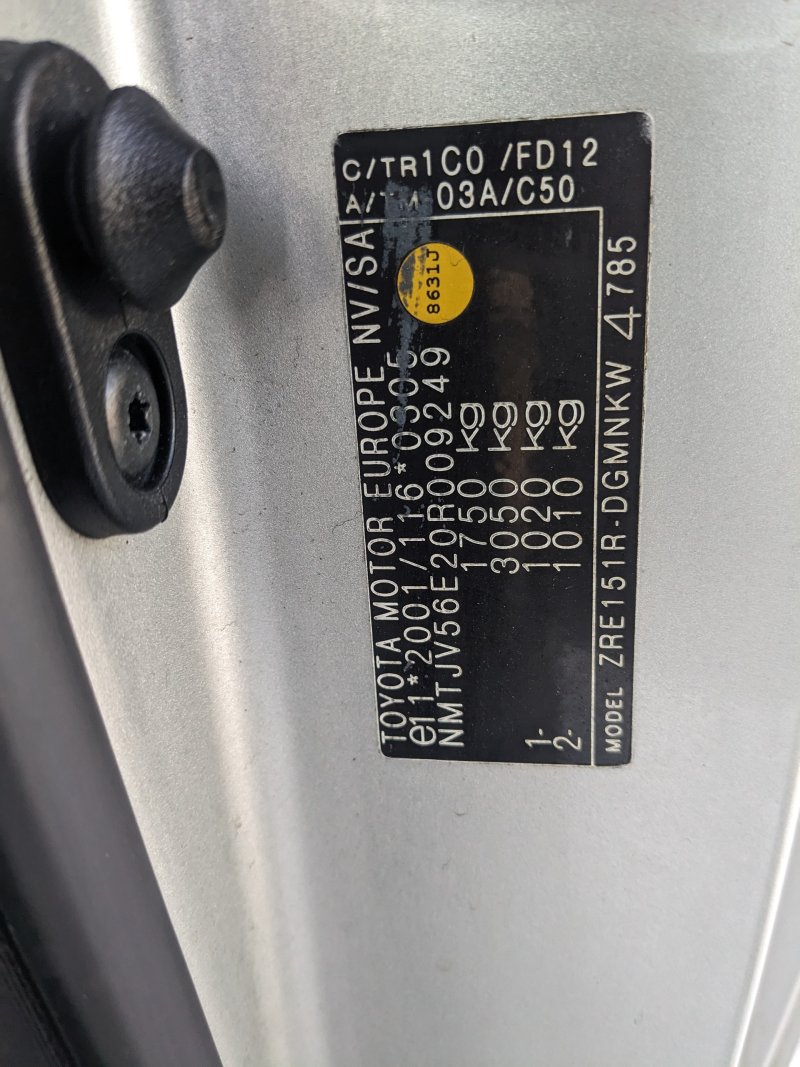 TOYOTA MOTOR EUROPE NV/SA
e11*2001/116*0305
NMTJV56E20R009249
1750 kg
3050 kg
1- 1020 kg
2- 1010 kg
MODEL ZRE151R-DGMNKW 4785
C/TR1C0 /FD12
A/TM 03A/C50
8631J